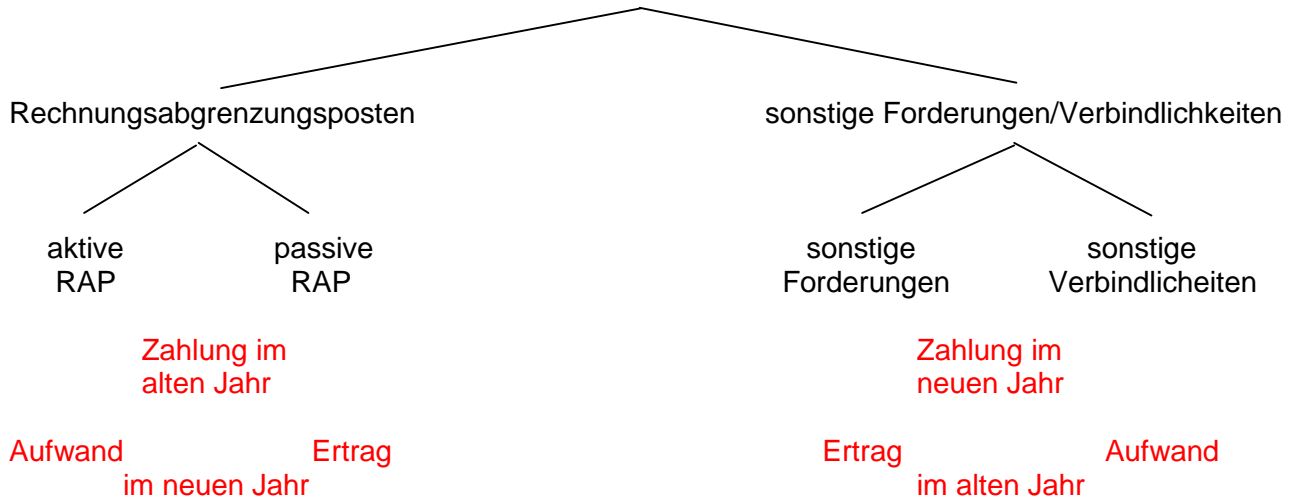 Rechnungsabgrenzungsposten sonstige Forderungen/Verbindlichkeiten
aktive passive sonstige sonstige
RAP RAP Forderungen Verbindlicheiten
Zahlung im Zahlung im
alten Jahr neuen Jahr
Aufwand Ertrag Ertrag Aufwand
im neuen Jahr im alten Jahr